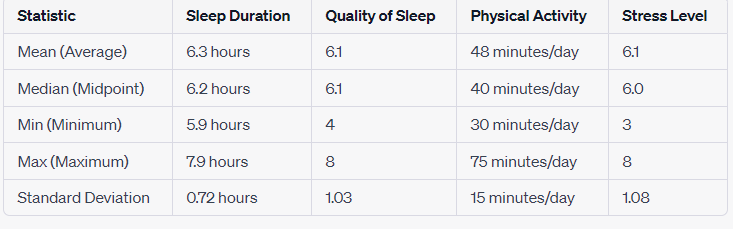 Statistic Sleep Duration Quality of Sleep Physical Activity Stress Level
Mean (Average) 6.3 hours 6.1 48 minutes/day 6.1
Median (Midpoint) 6.2 hours 6.1 40 minutes/day 6.0
Min (Minimum) 5.9 hours 4 30 minutes/day 3
Max (Maximum) 7.9 hours 8 75 minutes/day 8
Standard Deviation 0.72 hours 1.03 15 minutes/day 1.08